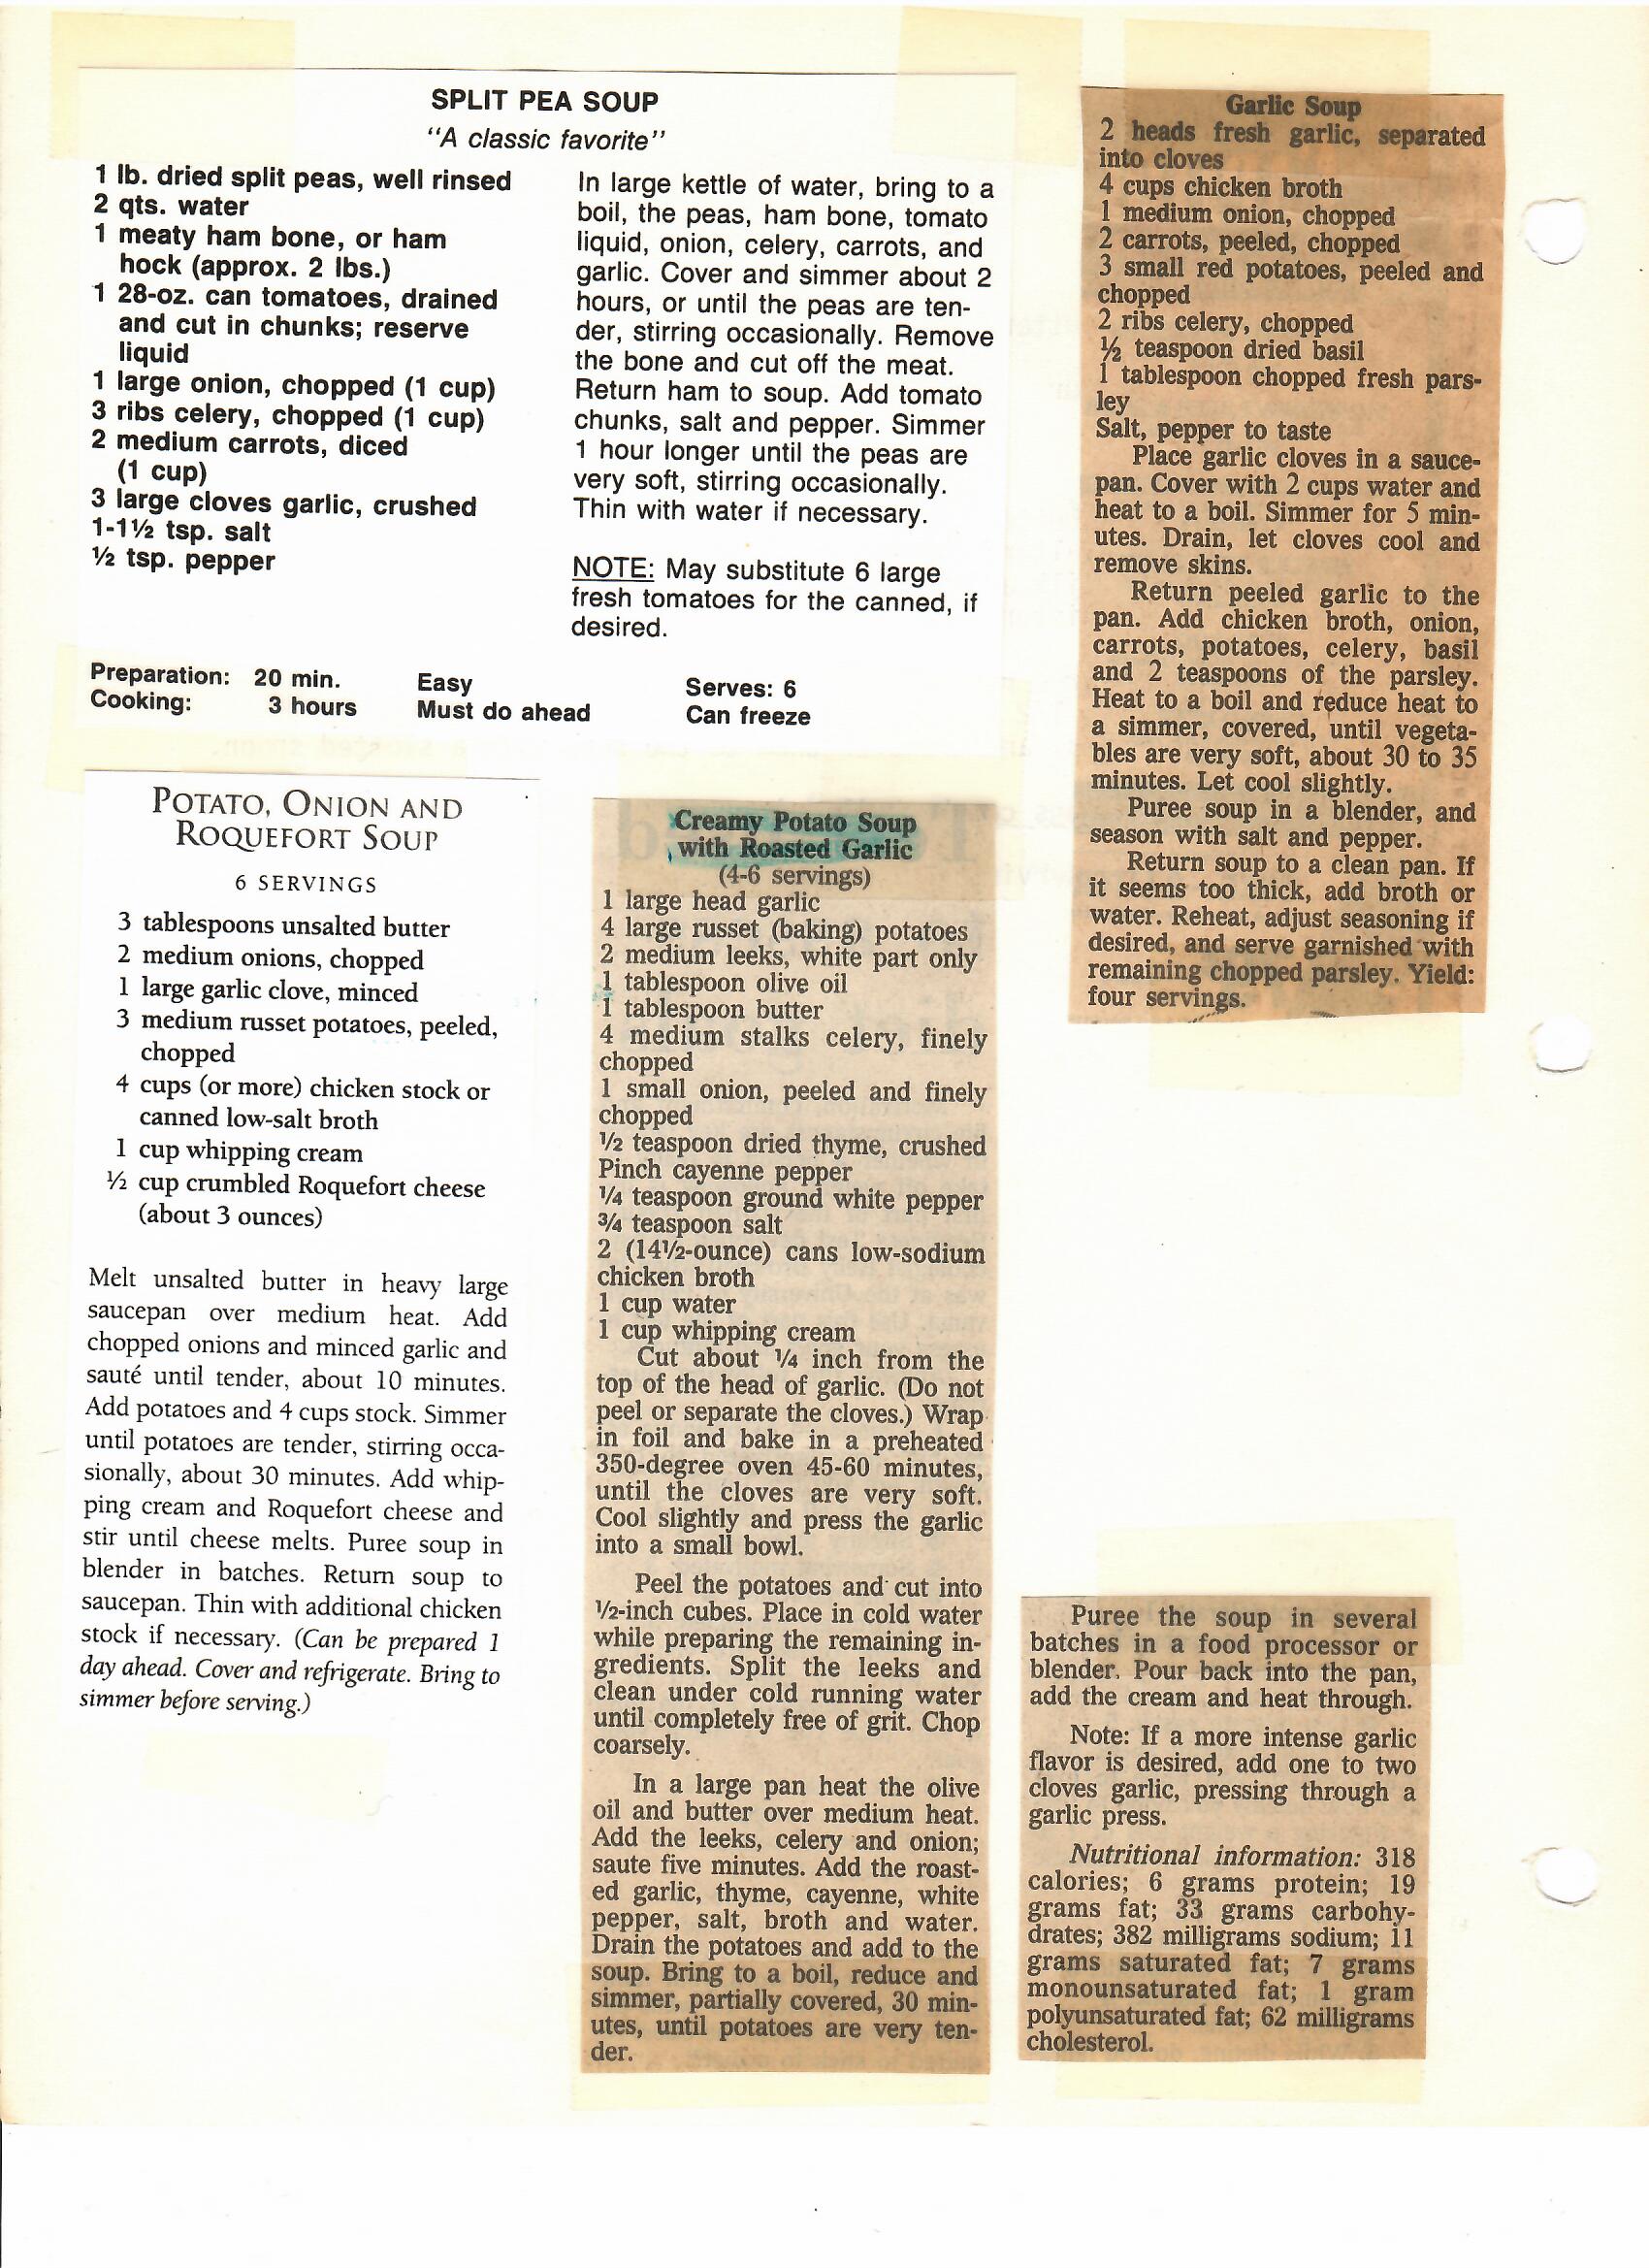 SPLIT PEA SOUP
"A classic favorite"
1 lb. dried split peas, well rinsed
2 qts. water
1 meaty ham bone, or ham
hock (approx. 2 lbs.)
1 28-oz. can tomatoes, drained
and cut in chunks; reserve
liquid
1 large onion, chopped (1 cup)
3 ribs celery, chopped (1 cup)
2 medium carrots, diced
(1 cup)
3 large cloves garlic, crushed
1-1½ tsp. salt
½ tsp. pepper
In large kettle of water, bring to a
boil, the peas, ham bone, tomato
liquid, onion, celery, carrots, and
garlic. Cover and simmer about 2
hours, or until the peas are ten-
der, stirring occasionally. Remove
the bone and cut off the meat.
Return ham to soup. Add tomato
chunks, salt and pepper. Simmer
1 hour longer until the peas are
very soft, stirring occasionally.
Thin with water if necessary.
NOTE: May substitute 6 large
fresh tomatoes for the canned, if
desired.
Preparation: 20 min. Easy Serves: 6
Cooking: 3 hours Must do ahead Can freeze
POTATO, ONION AND
ROQUEFORT SOUP
6 SERVINGS
3 tablespoons unsalted butter
2 medium onions, chopped
1 large garlic clove, minced
3 medium russet potatoes, peeled,
chopped
4 cups (or more) chicken stock or
canned low-salt broth
1 cup whipping cream
½ cup crumbled Roquefort cheese
(about 3 ounces)
Melt unsalted butter in heavy large
saucepan over medium heat. Add
chopped onions and minced garlic and
sauté until tender, about 10 minutes.
Add potatoes and 4 cups stock. Simmer
until potatoes are tender, stirring occa-
sionally, about 30 minutes. Add whip-
ping cream and Roquefort cheese and
stir until cheese melts. Puree soup in
blender in batches. Return soup to
saucepan. Thin with additional chicken
stock if necessary. (Can be prepared 1
day ahead. Cover and refrigerate. Bring to
simmer before serving.)
Creamy Potato Soup
with Roasted Garlic
(4-6 servings)
1 large head garlic
4 large russet (baking) potatoes
2 medium leeks, white part only
1 tablespoon olive oil
1 tablespoon butter
4 medium stalks celery, finely
chopped
1 small onion, peeled and finely
chopped
½ teaspoon dried thyme, crushed
Pinch cayenne pepper
¼ teaspoon ground white pepper
¾ teaspoon salt
2 (14½-ounce) cans low-sodium
chicken broth
1 cup water
1 cup whipping cream
Cut about ¼ inch from the
top of the head of garlic. (Do not
peel or separate the cloves.) Wrap
in foil and bake in a preheated
350-degree oven 45-60 minutes,
until the cloves are very soft.
Cool slightly and press the garlic
into a small bowl.
Peel the potatoes and cut into
½-inch cubes. Place in cold water
while preparing the remaining in-
gredients. Split the leeks and
clean under cold running water
until completely free of grit. Chop
coarsely.
In a large pan heat the olive
oil and butter over medium heat.
Add the leeks, celery and onion;
saute five minutes. Add the roast-
ed garlic, thyme, cayenne, white
pepper, salt, broth and water.
Drain the potatoes and add to the
soup. Bring to a boil, reduce and
simmer, partially covered, 30 min-
utes, until potatoes are very ten-
der.
Puree the soup in several
batches in a food processor or
blender. Pour back into the pan,
add the cream and heat through.
Note: If a more intense garlic
flavor is desired, add one to two
cloves garlic, pressing through a
garlic press.
Nutritional information: 318
calories; 6 grams protein; 19
grams fat; 33 grams carbohy-
drates; 382 milligrams sodium; 11
grams saturated fat; 7 grams
monounsaturated fat; 1 gram
polyunsaturated fat; 62 milligrams
cholesterol.
Garlic Soup
2 heads fresh garlic, separated
into cloves
4 cups chicken broth
1 medium onion, chopped
2 carrots, peeled, chopped
3 small red potatoes, peeled and
chopped
2 ribs celery, chopped
½ teaspoon dried basil
1 tablespoon chopped fresh pars-
ley
Salt, pepper to taste
Place garlic cloves in a sauce-
pan. Cover with 2 cups water and
heat to a boil. Simmer for 5 min-
utes. Drain, let cloves cool and
remove skins.
Return peeled garlic to the
pan. Add chicken broth, onion,
carrots, potatoes, celery, basil
and 2 teaspoons of the parsley.
Heat to a boil and reduce heat to
a simmer, covered, until vegeta-
bles are very soft, about 30 to 35
minutes. Let cool slightly.
Puree soup in a blender, and
season with salt and pepper.
Return soup to a clean pan. If
it seems too thick, add broth or
water. Reheat, adjust seasoning if
desired, and serve garnished with
remaining chopped parsley. Yield:
four servings.